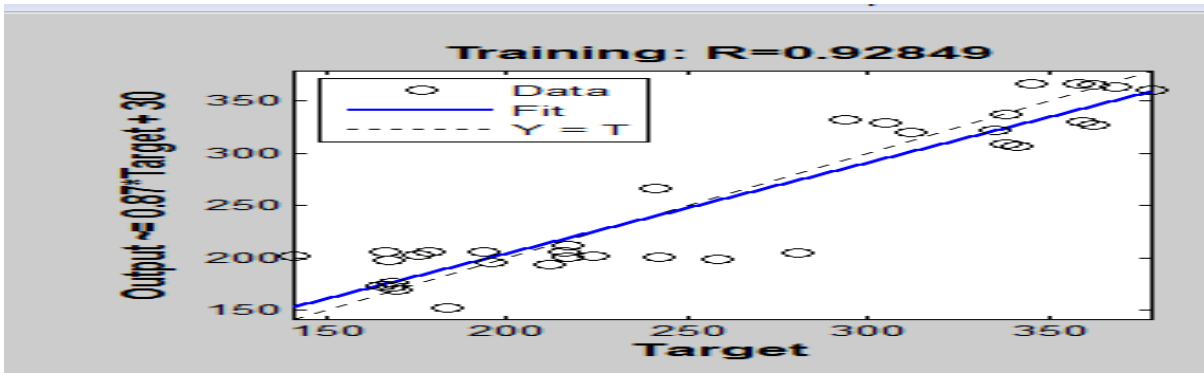 Training: R=0.92849
Output ~= 0.87*Target + 30
350
300
250
200
150
Data
Fit
Y = T
150
200
250
300
350
Target